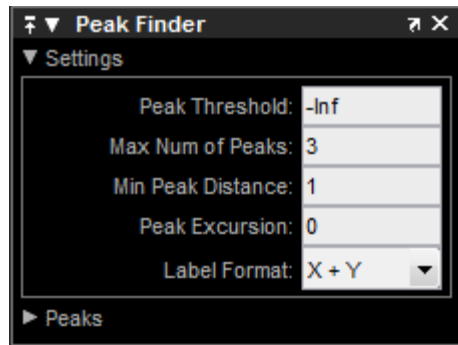 Peak Finder
Settings
Peak Threshold: -Inf
Max Num of Peaks: 3
Min Peak Distance: 1
Peak Excursion: 0
Label Format: X + Y
Peaks